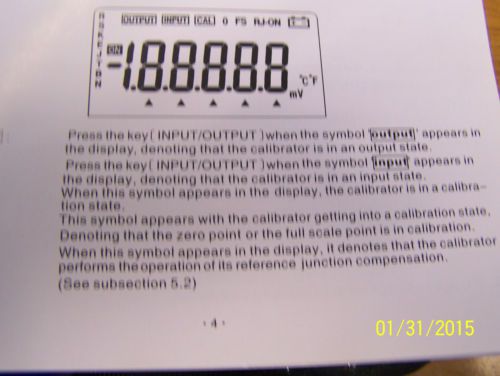 OUTPUT INPUT CAL 0 FS RJ-ON
R
S
K
E
J
T
B
N
ON
-1.8.8.8.8.8
°C°F
mV
Press the key( INPUT/OUTPUT )when the symbol 'output' appears in
the display, denoting that the calibrator is in an output state.
Press the key( INPUT/OUTPUT )when the symbol 'input' appears in
the display, denoting that the calibrator is in an input state.
When this symbol appears in the display, the calibrator is in a calibra-
tion state.
This symbol appears with the calibrator getting into a calibration state,
Denoting that the zero point or the full scale point is in calibration.
When this symbol appears in the display, it denotes that the calibrator
performs the operation of its reference junction compensation.
(See subsection 5.2)
· 4 ·
01/31/2015